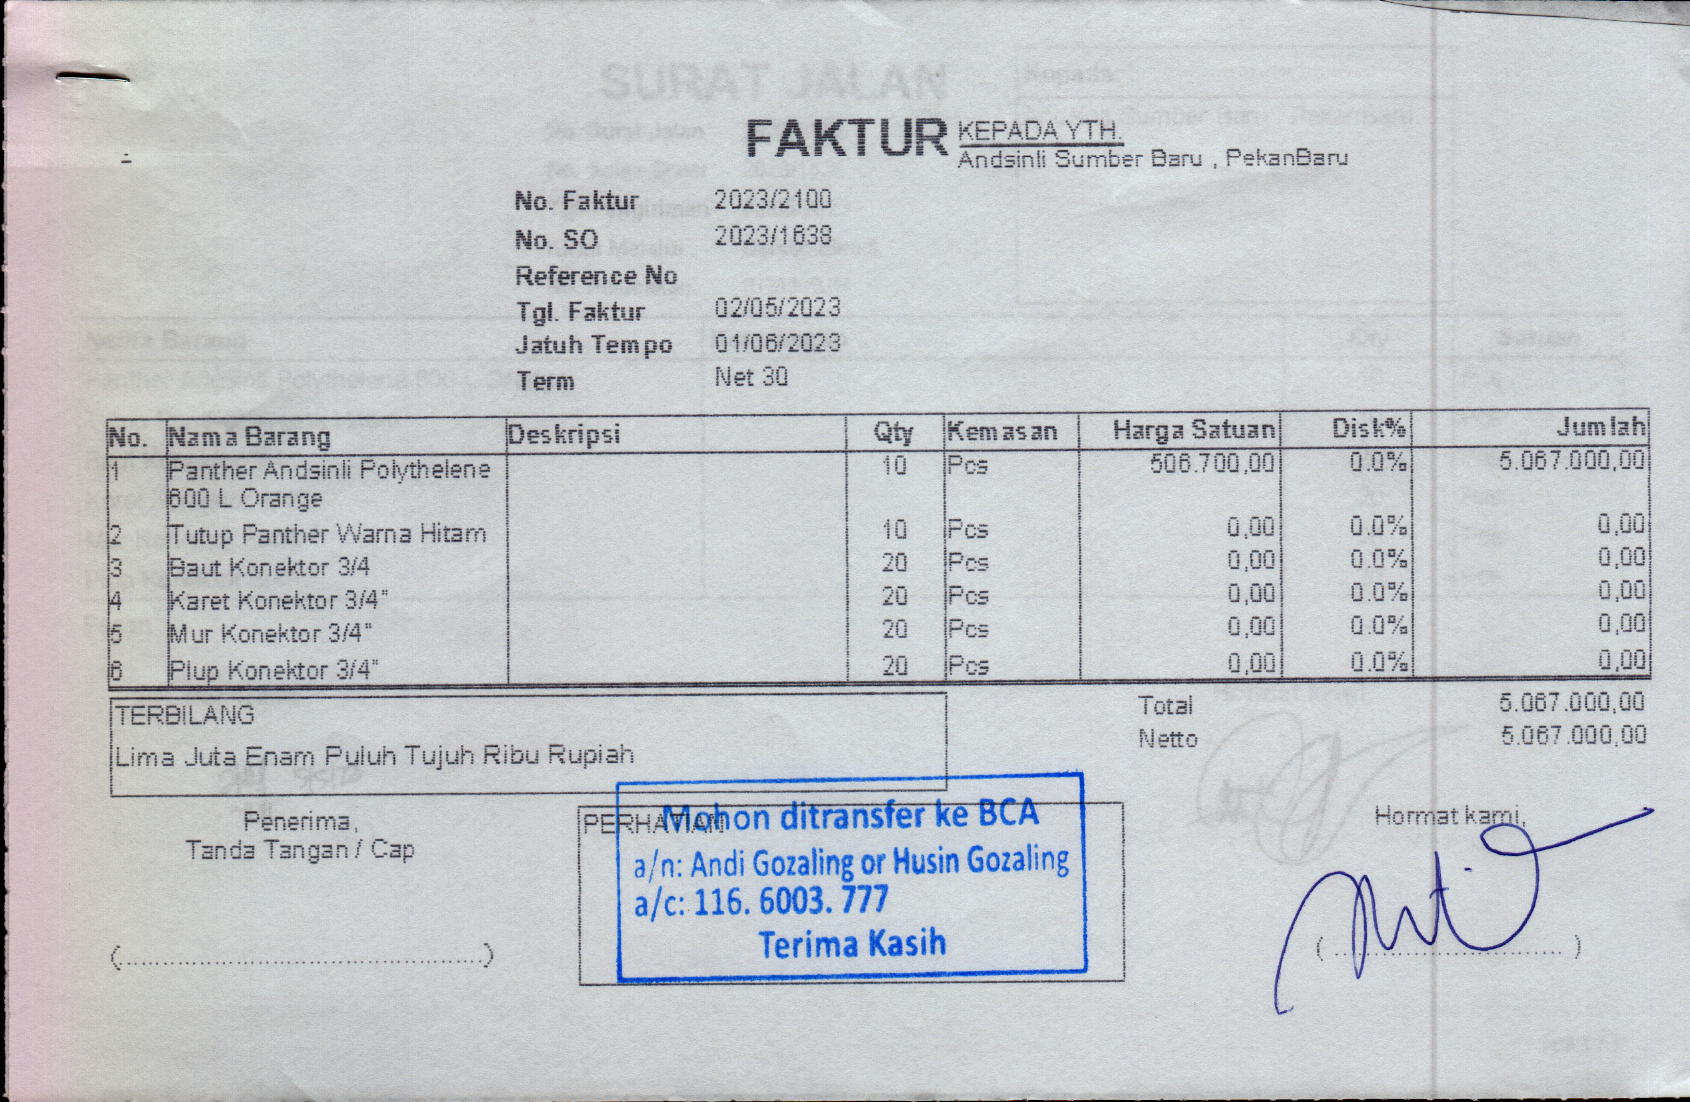 FAKTUR
KEPADA YTH.
Andsinli Sumber Baru , PekanBaru
No. Faktur 2023/2100
No. SO 2023/1638
Reference No
Tgl. Faktur 02/05/2023
Jatuh Tempo 01/06/2023
Term Net 30
No. Nama Barang Deskripsi Qty Kemasan Harga Satuan Disk% Jumlah
1 Panther Andsinli Polythelene 10 Pcs 506.700,00 0.0% 5.067.000,00
600 L Orange
2 Tutup Panther Warna Hitam 10 Pcs 0,00 0.0% 0,00
3 Baut Konektor 3/4 20 Pcs 0,00 0.0% 0,00
4 Karet Konektor 3/4" 20 Pcs 0,00 0.0% 0,00
5 Mur Konektor 3/4" 20 Pcs 0,00 0.0% 0,00
6 Plup Konektor 3/4" 20 Pcs 0,00 0.0% 0,00
Total 5.067.000,00
Netto 5.067.000,00
TERBILANG
Lima Juta Enam Puluh Tujuh Ribu Rupiah
Penerima,
Tanda Tangan / Cap
(..............................................)
PERHATIAN
Mohon ditransfer ke BCA
a/n: Andi Gozaling or Husin Gozaling
a/c: 116. 6003. 777
Terima Kasih
Hormat kami,
(..............................)